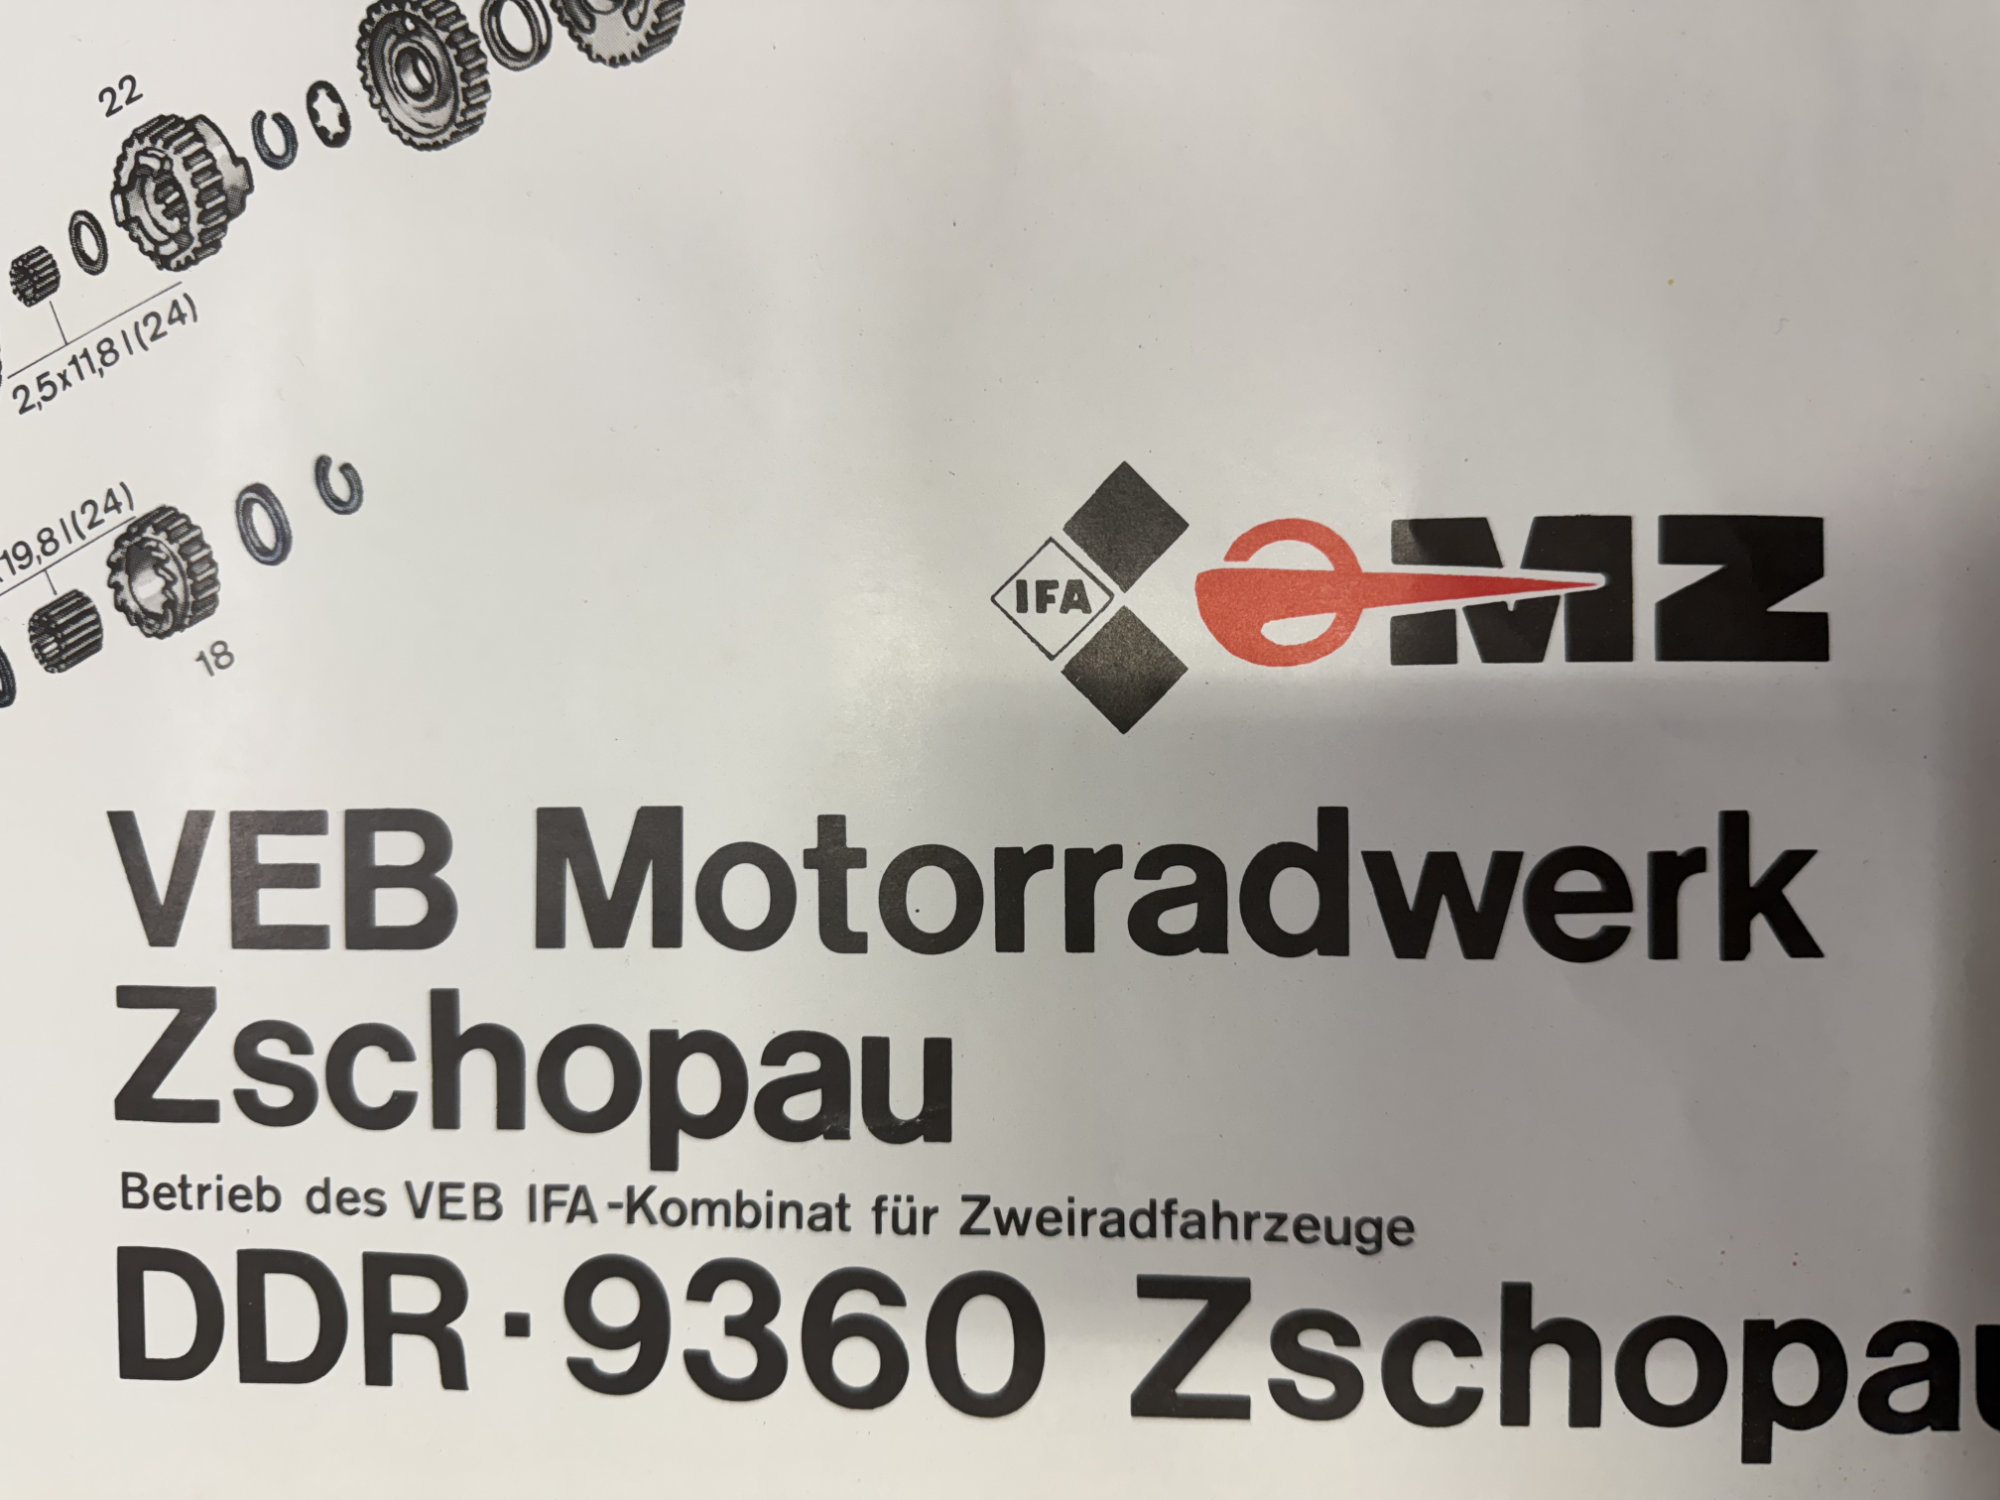 22
2,5x11,8 l (24)
19,8 l (24)
18
IFA
MZ
VEB Motorradwerk
Zschopau
Betrieb des VEB IFA-Kombinat für Zweiradfahrzeuge
DDR · 9360 Zschopau